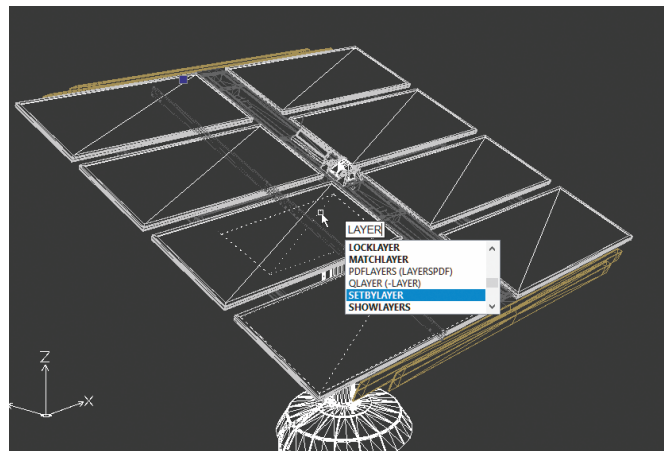 LAYER
LOCKLAYER
MATCHLAYER
PDFLAYERS (LAYERSPDF)
QLAYER (-LAYER)
SETBYLAYER
SHOWLAYERS
Z
X